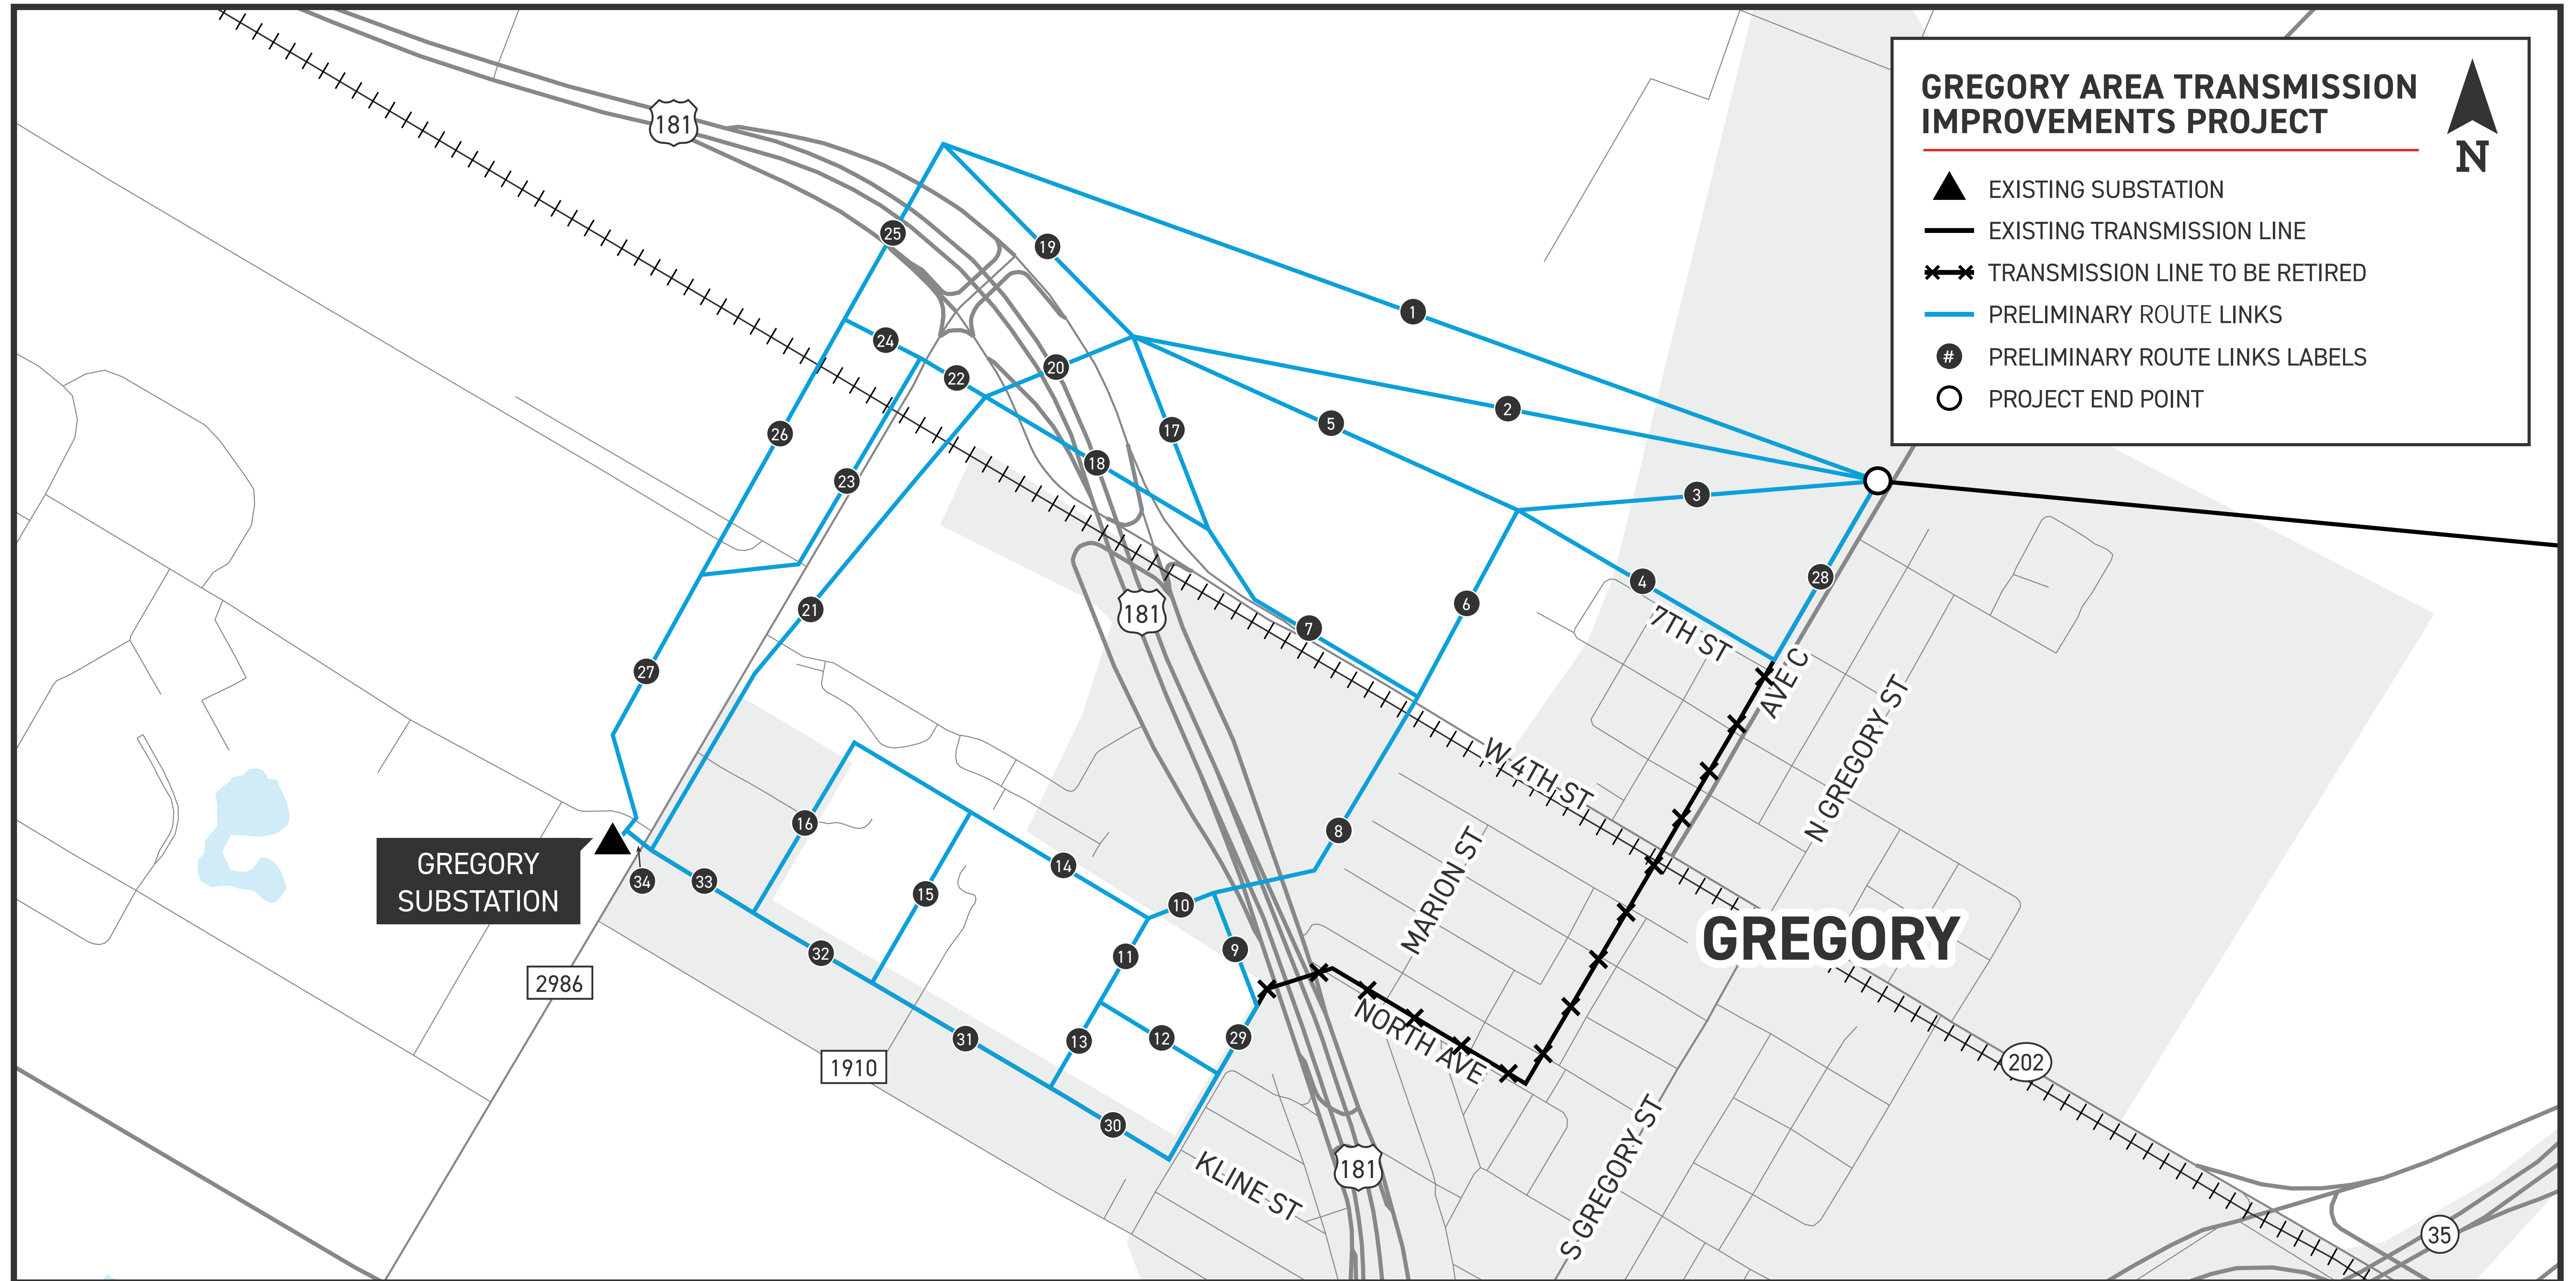 GREGORY AREA TRANSMISSION
IMPROVEMENTS PROJECT
N
EXISTING SUBSTATION
EXISTING TRANSMISSION LINE
TRANSMISSION LINE TO BE RETIRED
PRELIMINARY ROUTE LINKS
# PRELIMINARY ROUTE LINKS LABELS
PROJECT END POINT
181
25
19
1
24
20
22
2
5
17
26
18
23
3
28
4
6
21
181
7
7TH ST
27
AVE C
N GREGORY ST
W 4TH ST
16
8
14
GREGORY
SUBSTATION
34
33
15
10
MARION ST
GREGORY
32
9
11
2986
NORTH AVE
31
13
12
29
1910
202
30
KLINE ST
181
S GREGORY ST
35